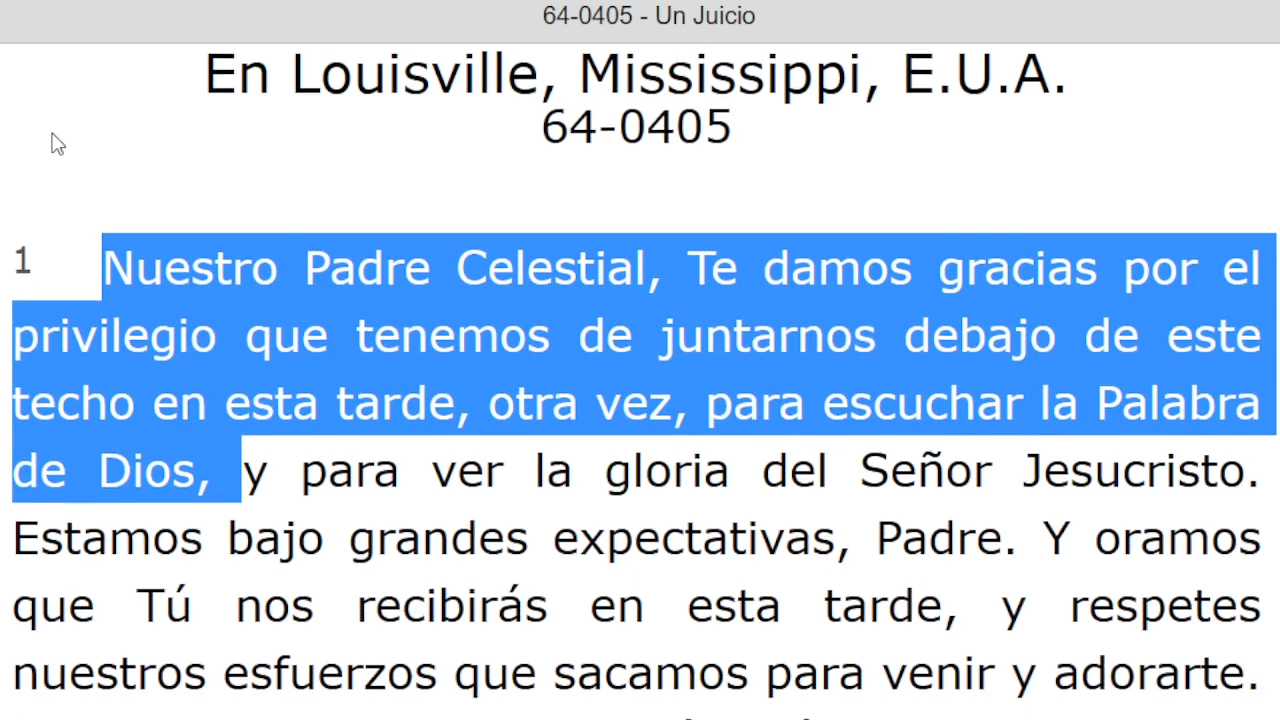 64-0405 - Un Juicio
En Louisville, Mississippi, E.U.A.
64-0405
1 Nuestro Padre Celestial, Te damos gracias por el
privilegio que tenemos de juntarnos debajo de este
techo en esta tarde, otra vez, para escuchar la Palabra
de Dios, y para ver la gloria del Señor Jesucristo.
Estamos bajo grandes expectativas, Padre. Y oramos
que Tú nos recibirás en esta tarde, y respetes
nuestros esfuerzos que sacamos para venir y adorarte.